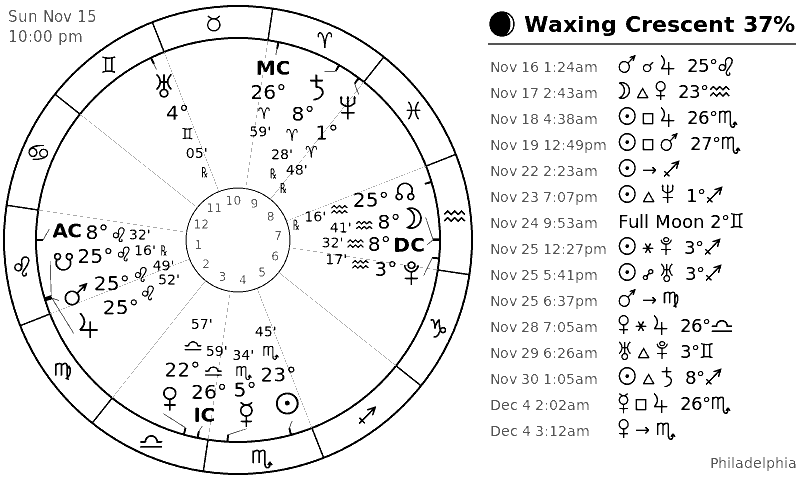 Sun Nov 15
10:00 pm
Waxing Crescent 37%
Nov 16 1:24am ♂ ☌ ♃ 25°♌
Nov 17 2:43am ☽ △ ♀ 23°♒
Nov 18 4:38am ☉ □ ♃ 26°♏
Nov 19 12:49pm ☉ □ ♂ 27°♏
Nov 22 2:23am ☉ → ♐
Nov 23 7:07pm ☉ △ ♆ 1°♐
Nov 24 9:53am Full Moon 2°♊
Nov 25 12:27pm ☉ ⚹ ⯓ 3°♐
Nov 25 5:41pm ☉ ☍ ♅ 3°♐
Nov 25 6:37pm ♂ → ♍
Nov 28 7:05am ♀ ⚹ ♃ 26°♎
Nov 29 6:26am ♅ △ ⯓ 3°♊
Nov 30 1:05am ☉ △ ♄ 8°♐
Dec 4 2:02am ☿ □ ♃ 26°♏
Dec 4 3:12am ♀ → ♏
Philadelphia
♉
♈
♊
♓
♋
♒
♌
♑
♍
♐
♎
♏
♅ 4° ♊ 05' ℞
MC 26° ♈ 59'
♄ 8° ♈ 28' ℞
♆ 1° ♈ 48' ℞
℞ 16' ♒ 25° ☊
41' ♒ 8° ☽
32' ♒ 8° DC
17' ♒ 3° ⯓
AC 8° ♌ 32'
☋ 25° ♌ 16' ℞
♂ 25° ♌ 49'
♃ 25° ♌ 52'
57' ♎ 22° ♀
59' ♎ 26° IC
34' ♏ 5° ☿
45' ♏ 23° ☉
1
2
3
4
5
6
7
8
9
10
11
12